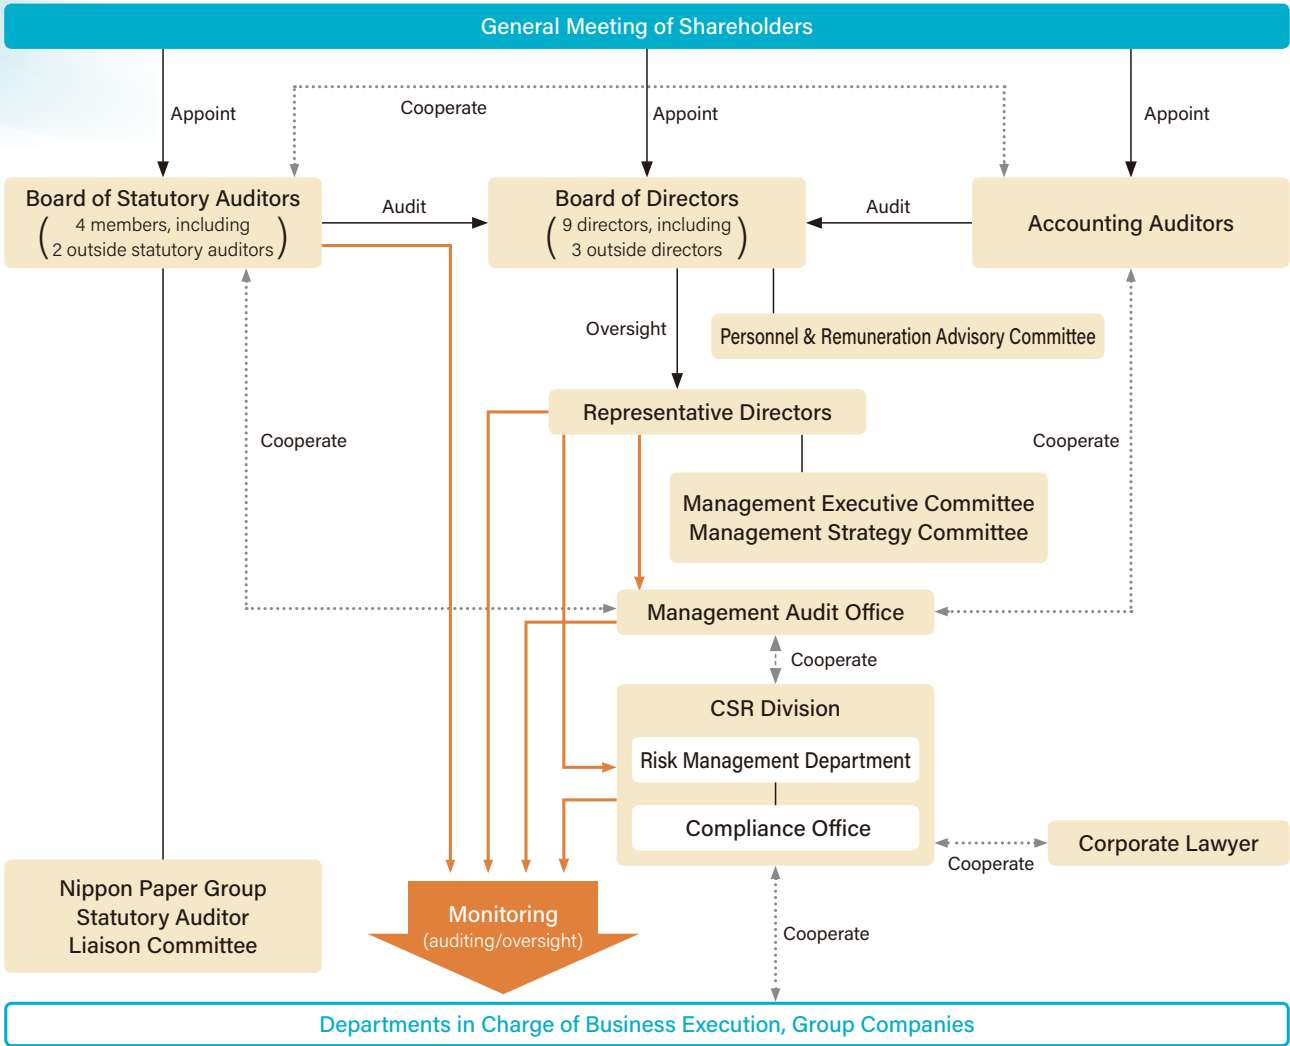 General Meeting of Shareholders
Appoint
Cooperate
Appoint
Appoint
Board of Statutory Auditors
(4 members, including
2 outside statutory auditors)
Audit
Board of Directors
(9 directors, including
3 outside directors)
Audit
Accounting Auditors
Oversight
Personnel & Remuneration Advisory Committee
Representative Directors
Cooperate
Cooperate
Management Executive Committee
Management Strategy Committee
Management Audit Office
Cooperate
CSR Division
Risk Management Department
Compliance Office
Cooperate
Corporate Lawyer
Nippon Paper Group
Statutory Auditor
Liaison Committee
Monitoring
(auditing/oversight)
Cooperate
Departments in Charge of Business Execution, Group Companies